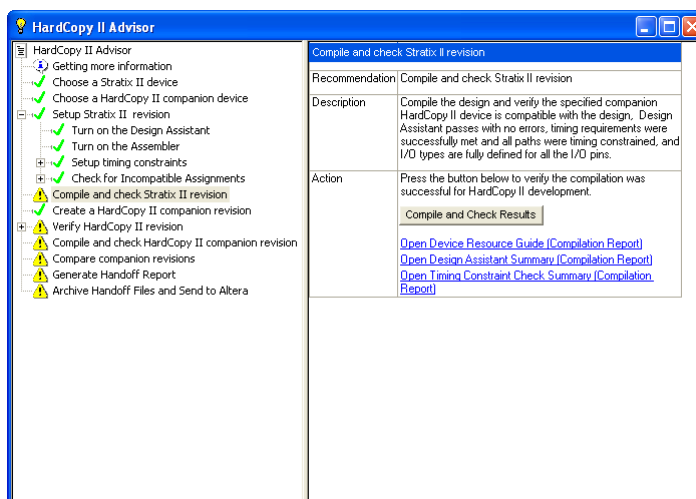 HardCopy II Advisor
HardCopy II Advisor
Getting more information
Choose a Stratix II device
Choose a HardCopy II companion device
Setup Stratix II revision
Turn on the Design Assistant
Turn on the Assembler
Setup timing constraints
Check for Incompatible Assignments
Compile and check Stratix II revision
Create a HardCopy II companion revision
Verify HardCopy II revision
Compile and check HardCopy II companion revision
Compare companion revisions
Generate Handoff Report
Archive Handoff Files and Send to Altera
Compile and check Stratix II revision
Recommendation Compile and check Stratix II revision
Description Compile the design and verify the specified companion
HardCopy II device is compatible with the design, Design
Assistant passes with no errors, timing requirements were
successfully met and all paths were timing constrained, and
I/O types are fully defined for all the I/O pins.
Action Press the button below to verify the compilation was
successful for HardCopy II development.
Compile and Check Results
Open Device Resource Guide (Compilation Report)
Open Design Assistant Summary (Compilation Report)
Open Timing Constraint Check Summary (Compilation
Report)